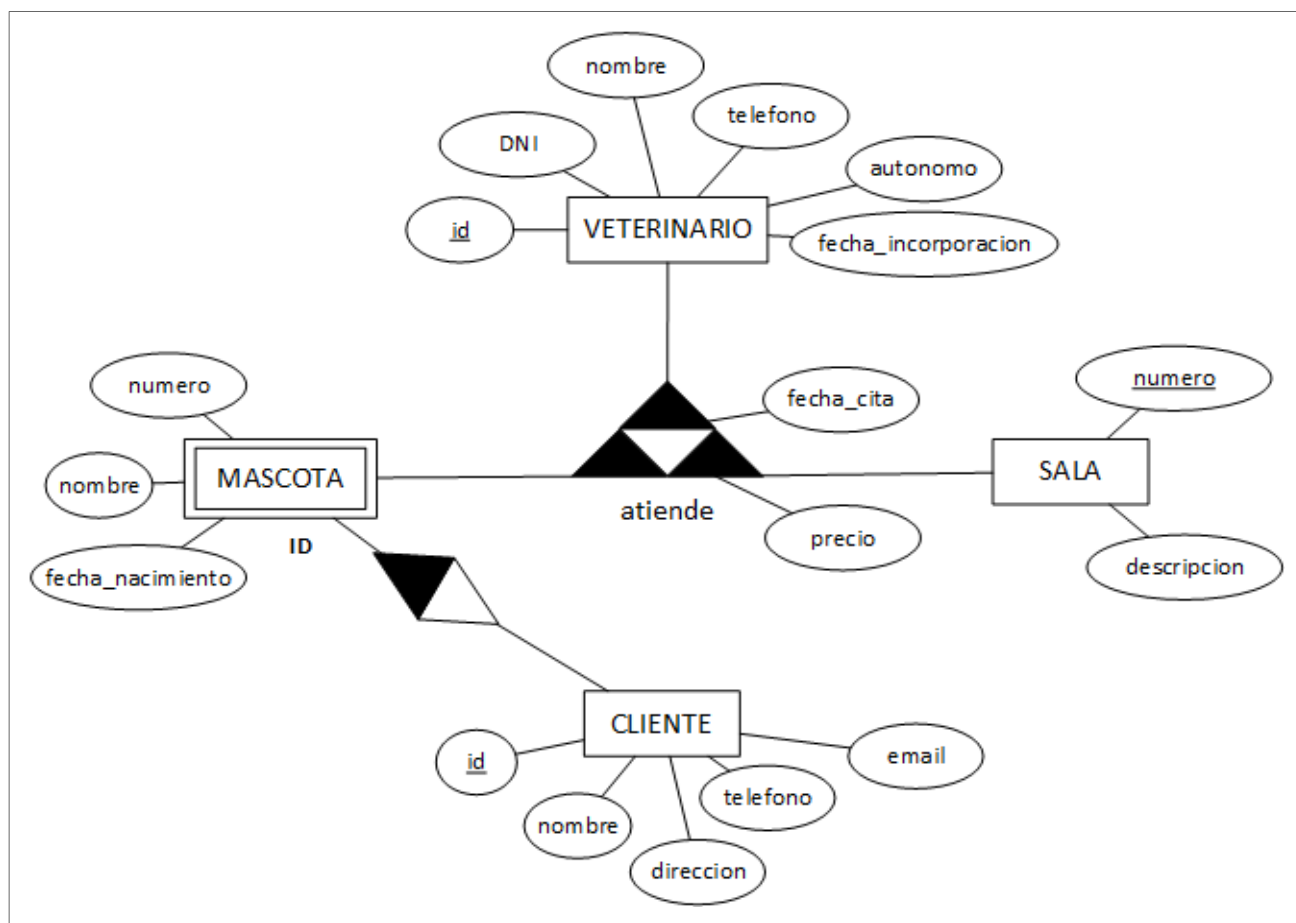 nombre
telefono
DNI
autonomo
id
VETERINARIO
fecha_incorporacion
numero
fecha_cita
numero
nombre
MASCOTA
SALA
atiende
ID
precio
fecha_nacimiento
descripcion
CLIENTE
id
email
telefono
nombre
direccion